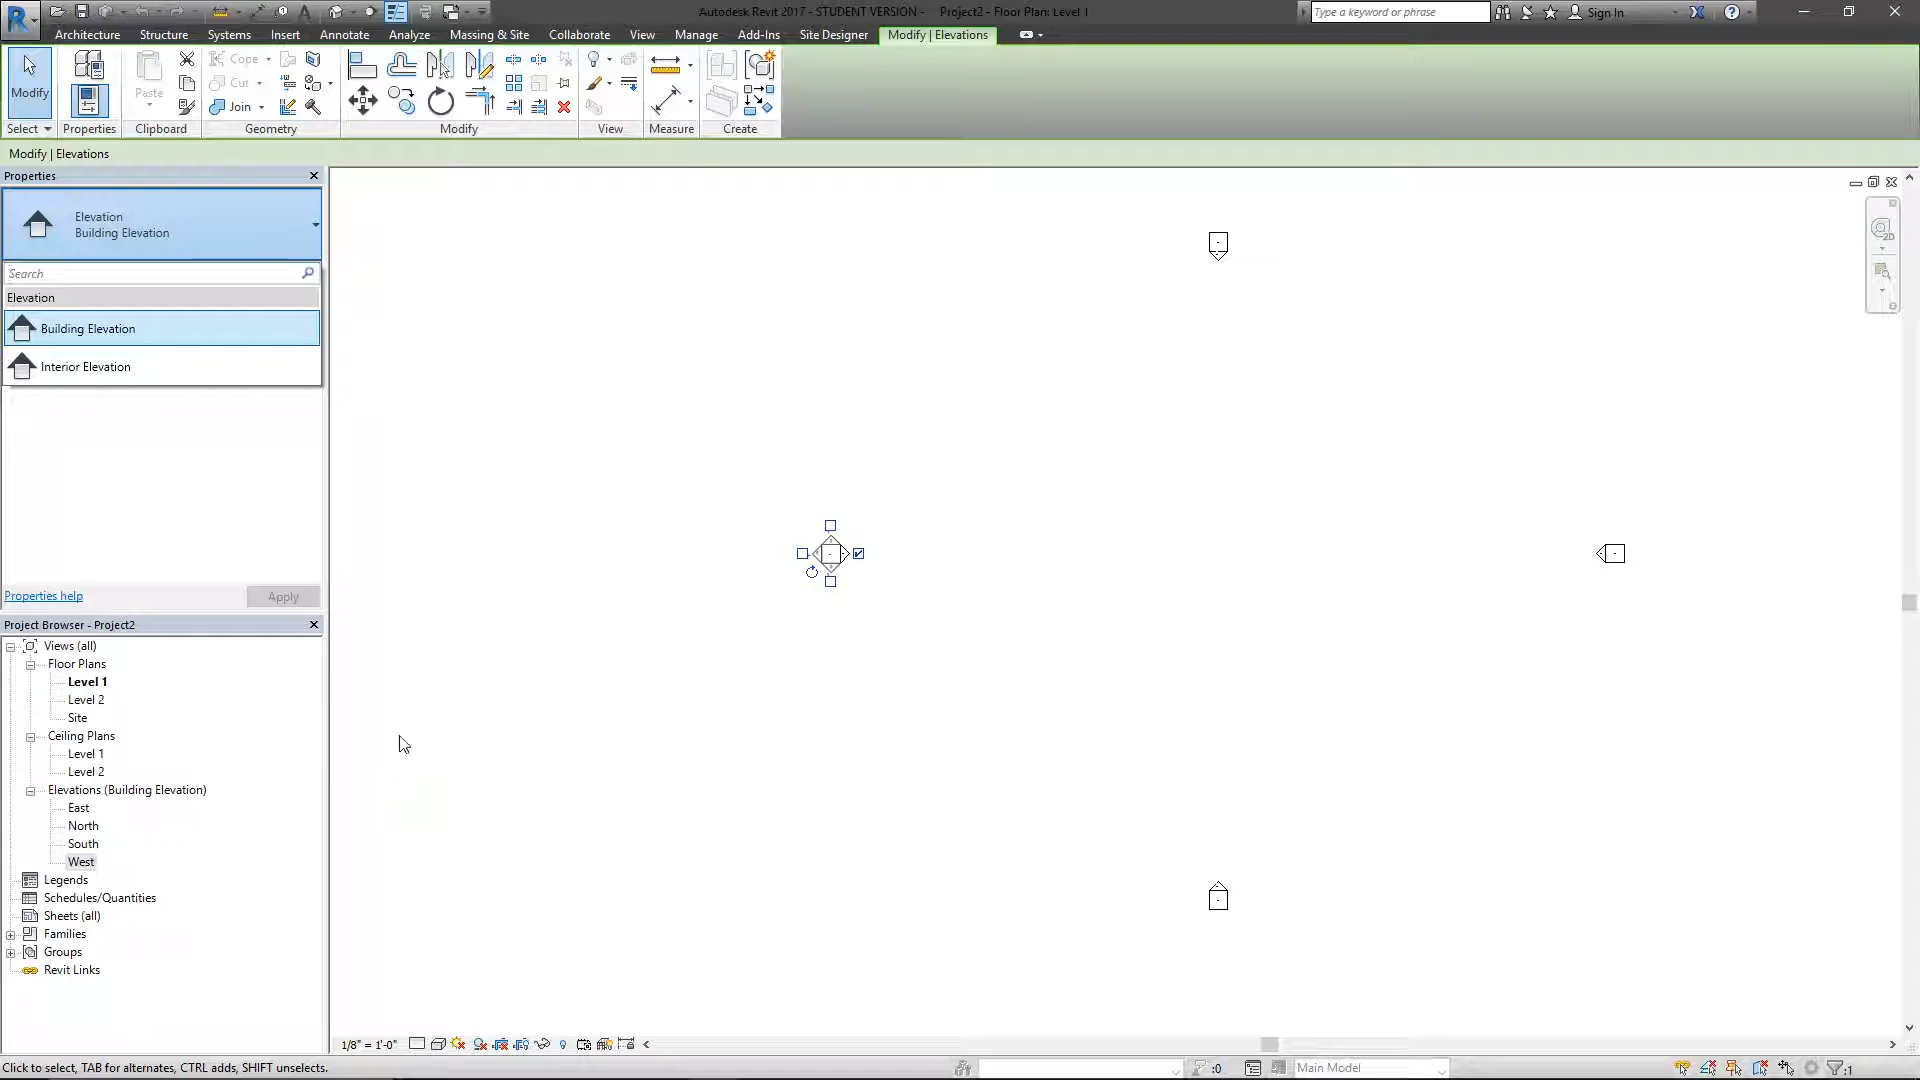 Autodesk Revit 2017 - STUDENT VERSION - Project2 - Floor Plan: Level 1
Type a keyword or phrase
Sign In
Architecture Structure Systems Insert Annotate Analyze Massing & Site Collaborate View Manage Add-Ins Site Designer Modify | Elevations
Modify
Paste
Cope
Cut
Join
Select Properties Clipboard Geometry Modify View Measure Create
Modify | Elevations
Properties
Elevation
Building Elevation
Search
Elevation
Building Elevation
Interior Elevation
Properties help
Apply
Project Browser - Project2
Views (all)
Floor Plans
Level 1
Level 2
Site
Ceiling Plans
Level 1
Level 2
Elevations (Building Elevation)
East
North
South
West
Legends
Schedules/Quantities
Sheets (all)
Families
Groups
Revit Links
2D
1/8" = 1'-0"
Click to select, TAB for alternates, CTRL adds, SHIFT unselects.
:0
Main Model
:1